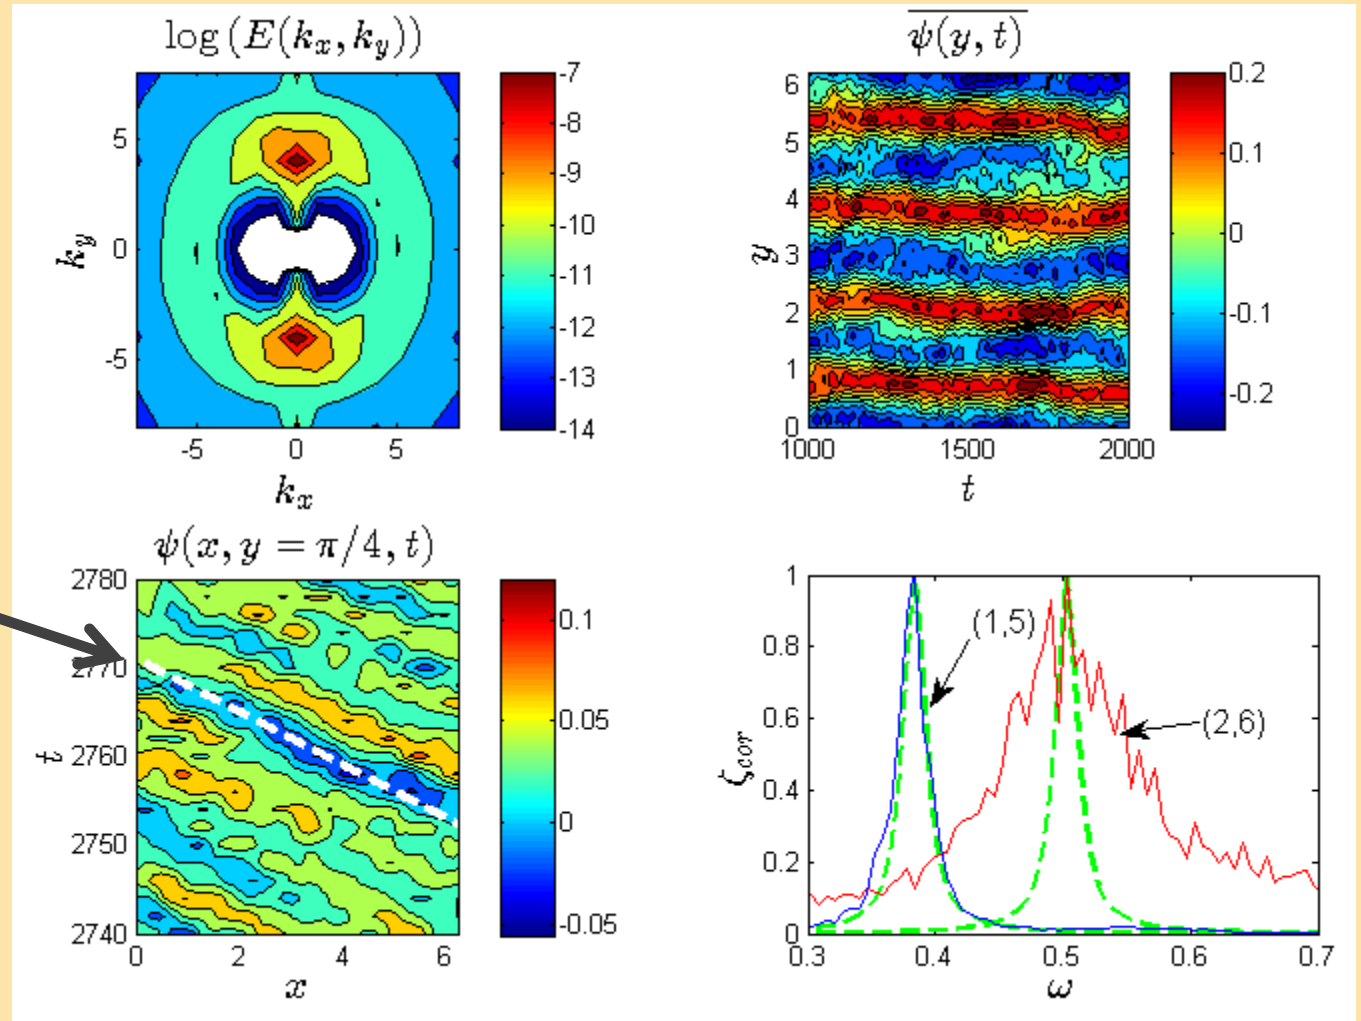 log (E(kx, ky))
-7
-8
-9
-10
-11
-12
-13
-14
5
0
-5
ky
-5 0 5
kx
ψ(y, t)
6
5
4
3
2
1
0
y
1000 1500 2000
t
0.2
0.1
0
-0.1
-0.2
ψ(x, y = π/4, t)
2780
2770
2760
2750
2740
t
0 2 4 6
x
0.1
0.05
0
-0.05
1
0.8
0.6
0.4
0.2
0
ζcor
(1,5)
(2,6)
0.3 0.4 0.5 0.6 0.7
ω